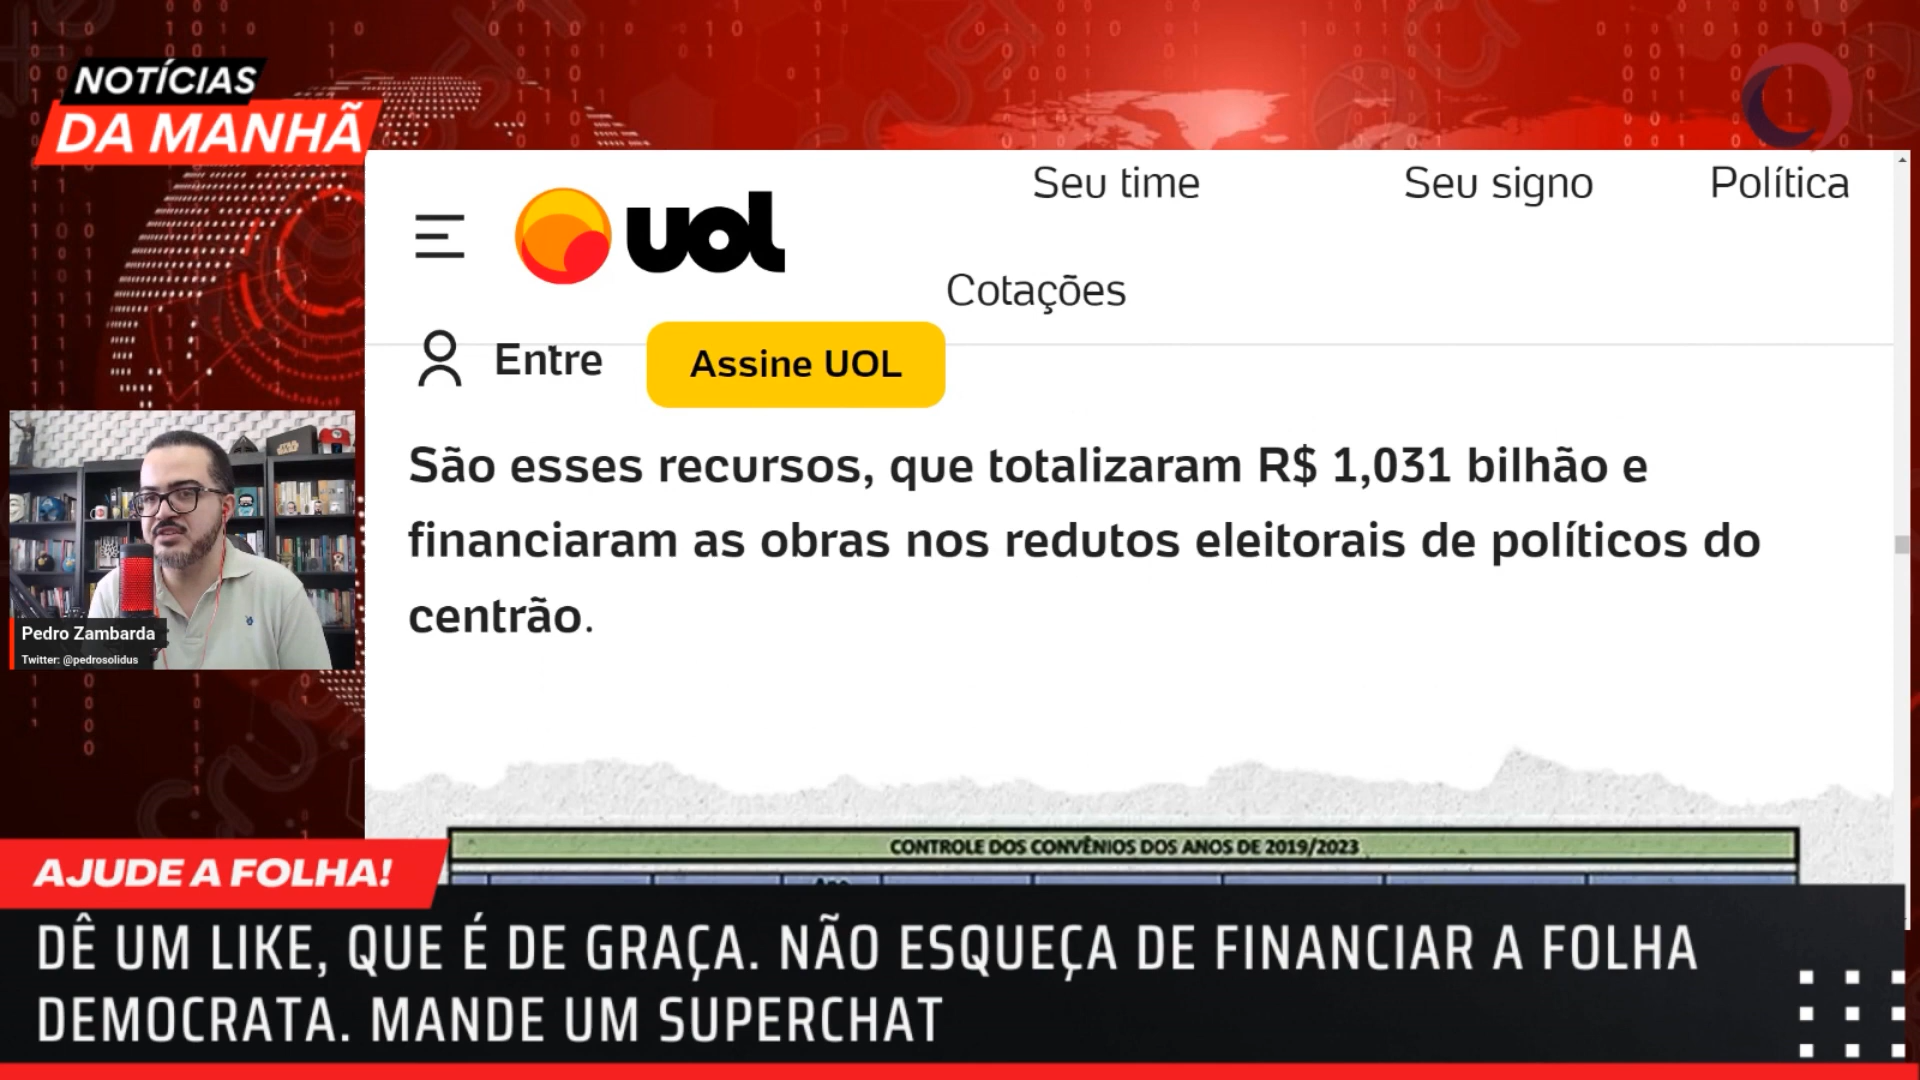 NOTÍCIAS
DA MANHÃ
uol
Seu time
Seu signo
Política
Cotações
Entre
Assine UOL
São esses recursos, que totalizaram R$ 1,031 bilhão e
financiaram as obras nos redutos eleitorais de políticos do
centrão.
Pedro Zambarda
Twitter: @pedrosolidus
CONTROLE DOS CONVÊNIOS DOS ANOS DE 2019/2023
AJUDE A FOLHA!
DÊ UM LIKE, QUE É DE GRAÇA. NÃO ESQUEÇA DE FINANCIAR A FOLHA
DEMOCRATA. MANDE UM SUPERCHAT